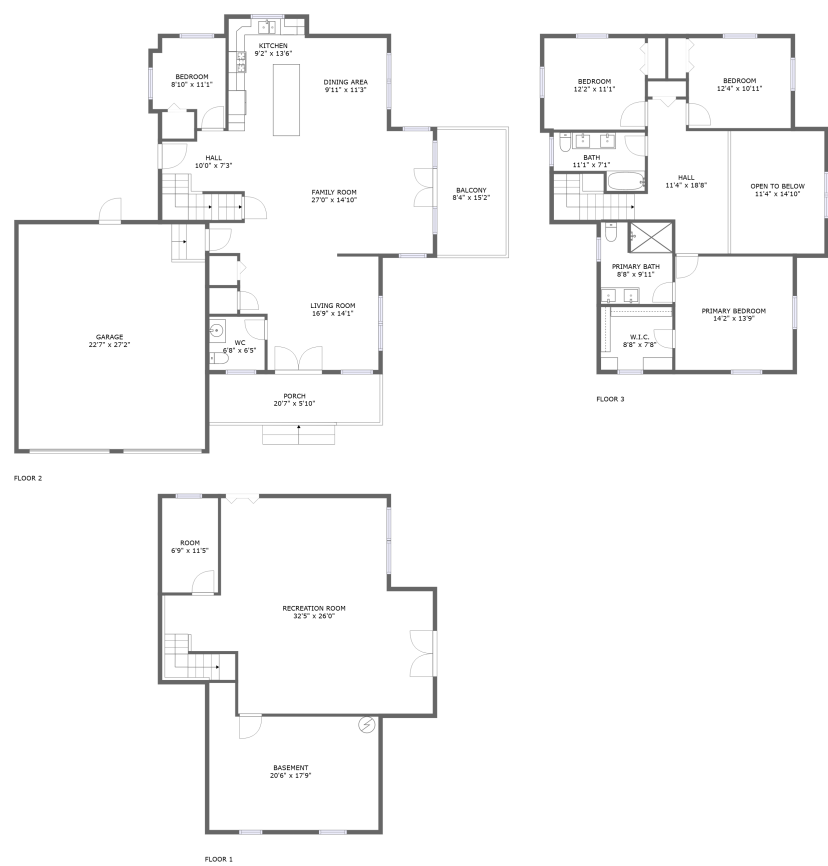 KITCHEN
9'2" x 13'6"
BEDROOM
8'10" x 11'1"
DINING AREA
9'11" x 11'3"
HALL
10'0" x 7'3"
FAMILY ROOM
27'0" x 14'10"
BALCONY
8'4" x 15'2"
LIVING ROOM
16'9" x 14'1"
GARAGE
22'7" x 27'2"
WC
6'8" x 6'5"
PORCH
20'7" x 5'10"
FLOOR 2
BEDROOM
12'2" x 11'1"
BEDROOM
12'4" x 10'11"
BATH
11'1" x 7'1"
HALL
11'4" x 18'8"
OPEN TO BELOW
11'4" x 14'10"
PRIMARY BATH
8'8" x 9'11"
PRIMARY BEDROOM
14'2" x 13'9"
W.I.C.
8'8" x 7'8"
FLOOR 3
ROOM
6'9" x 11'5"
RECREATION ROOM
32'5" x 26'0"
BASEMENT
20'6" x 17'9"
FLOOR 1